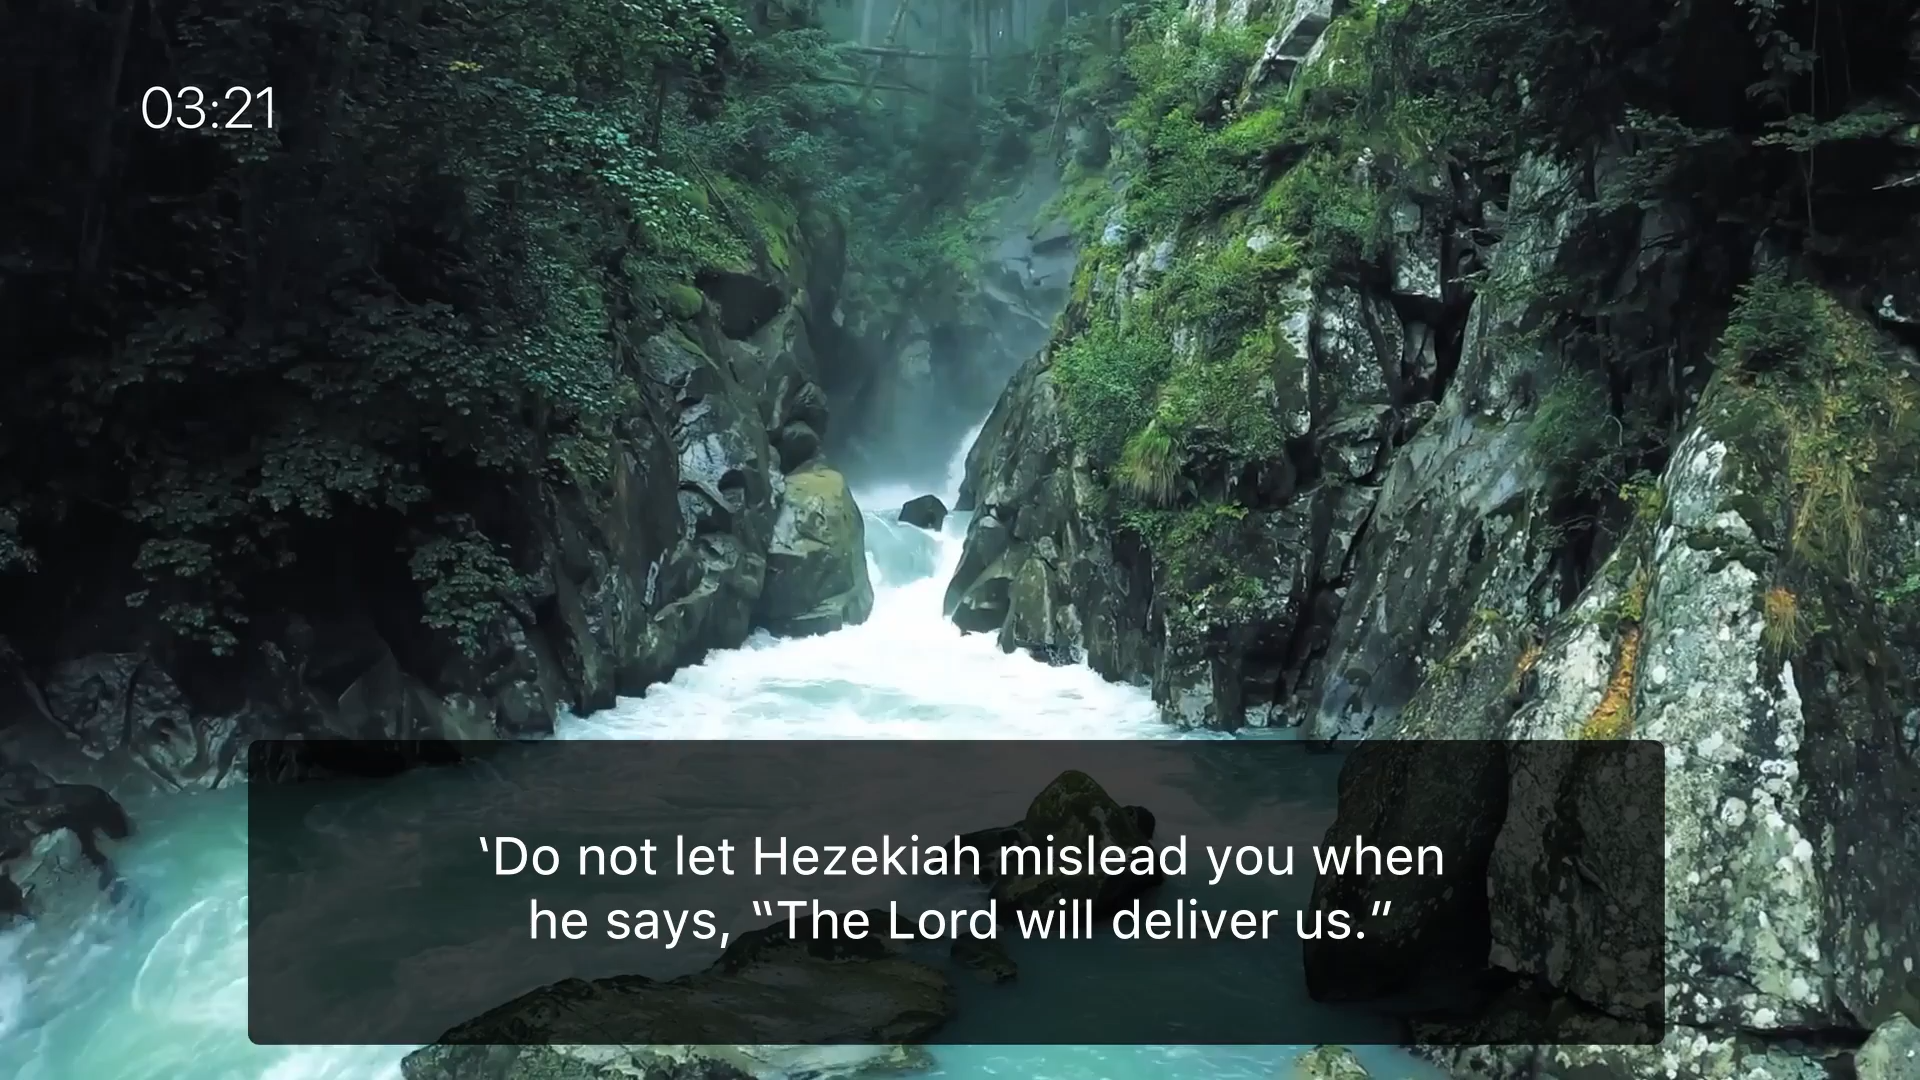 03:21
‘Do not let Hezekiah mislead you when
he says, “The Lord will deliver us.”